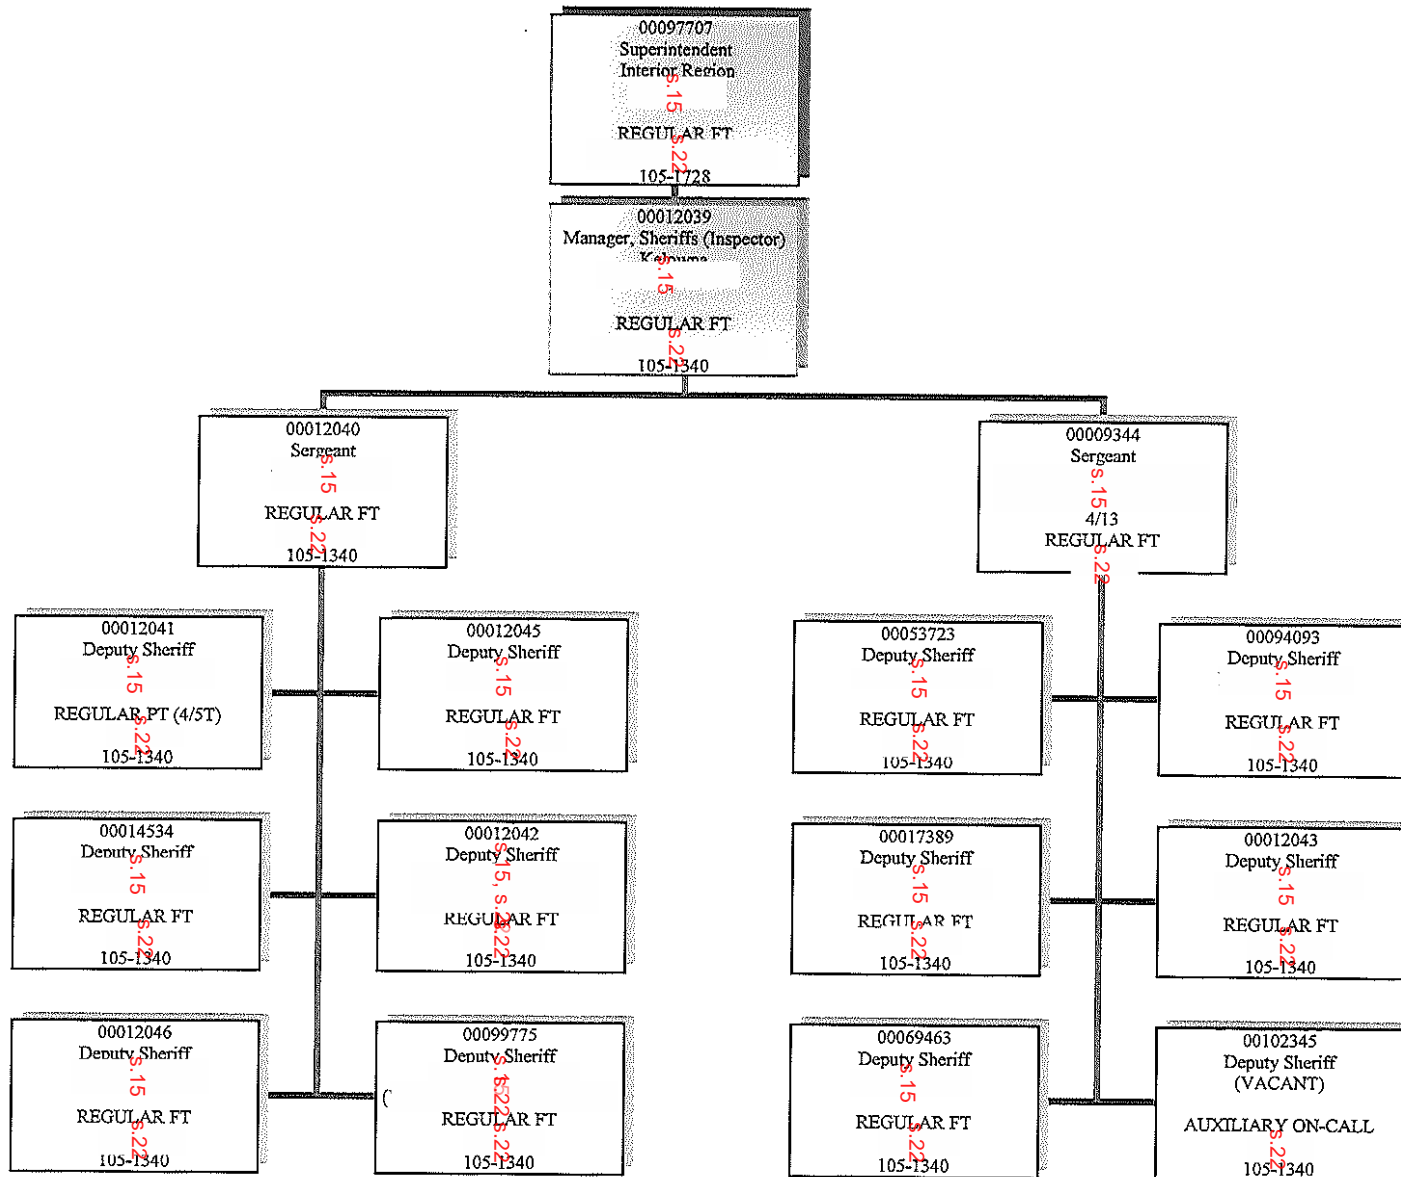 00097707
Superintendent
Interior Region
s.15
REGULAR FT
s.22
105-1728
00012039
Manager, Sheriffs (Inspector)
Kelowna
s.15
REGULAR FT
s.22
105-1340
00012040
Sergeant
s.15
REGULAR FT
s.22
105-1340
00009344
Sergeant
s.15
4/13
REGULAR FT
s.22
00012041
Deputy Sheriff
s.15
REGULAR PT (4/5T)
s.22
105-1340
00012045
Deputy Sheriff
s.15
REGULAR FT
s.22
105-1340
00053723
Deputy Sheriff
s.15
REGULAR FT
s.22
105-1340
00094093
Deputy Sheriff
s.15
REGULAR FT
s.22
105-1340
00014534
Deputy Sheriff
s.15
REGULAR FT
s.22
105-1340
00012042
Deputy Sheriff
s.15, s.22
REGULAR FT
s.22
105-1340
00017389
Deputy Sheriff
s.15
REGULAR FT
s.22
105-1340
00012043
Deputy Sheriff
s.15
REGULAR FT
s.22
105-1340
00012046
Deputy Sheriff
s.15
REGULAR FT
s.22
105-1340
00099775
Deputy Sheriff
s.15
s.22
(
REGULAR FT
s.22
105-1340
00069463
Deputy Sheriff
s.15
REGULAR FT
s.22
105-1340
00102345
Deputy Sheriff
(VACANT)
AUXILIARY ON-CALL
s.22
105-1340